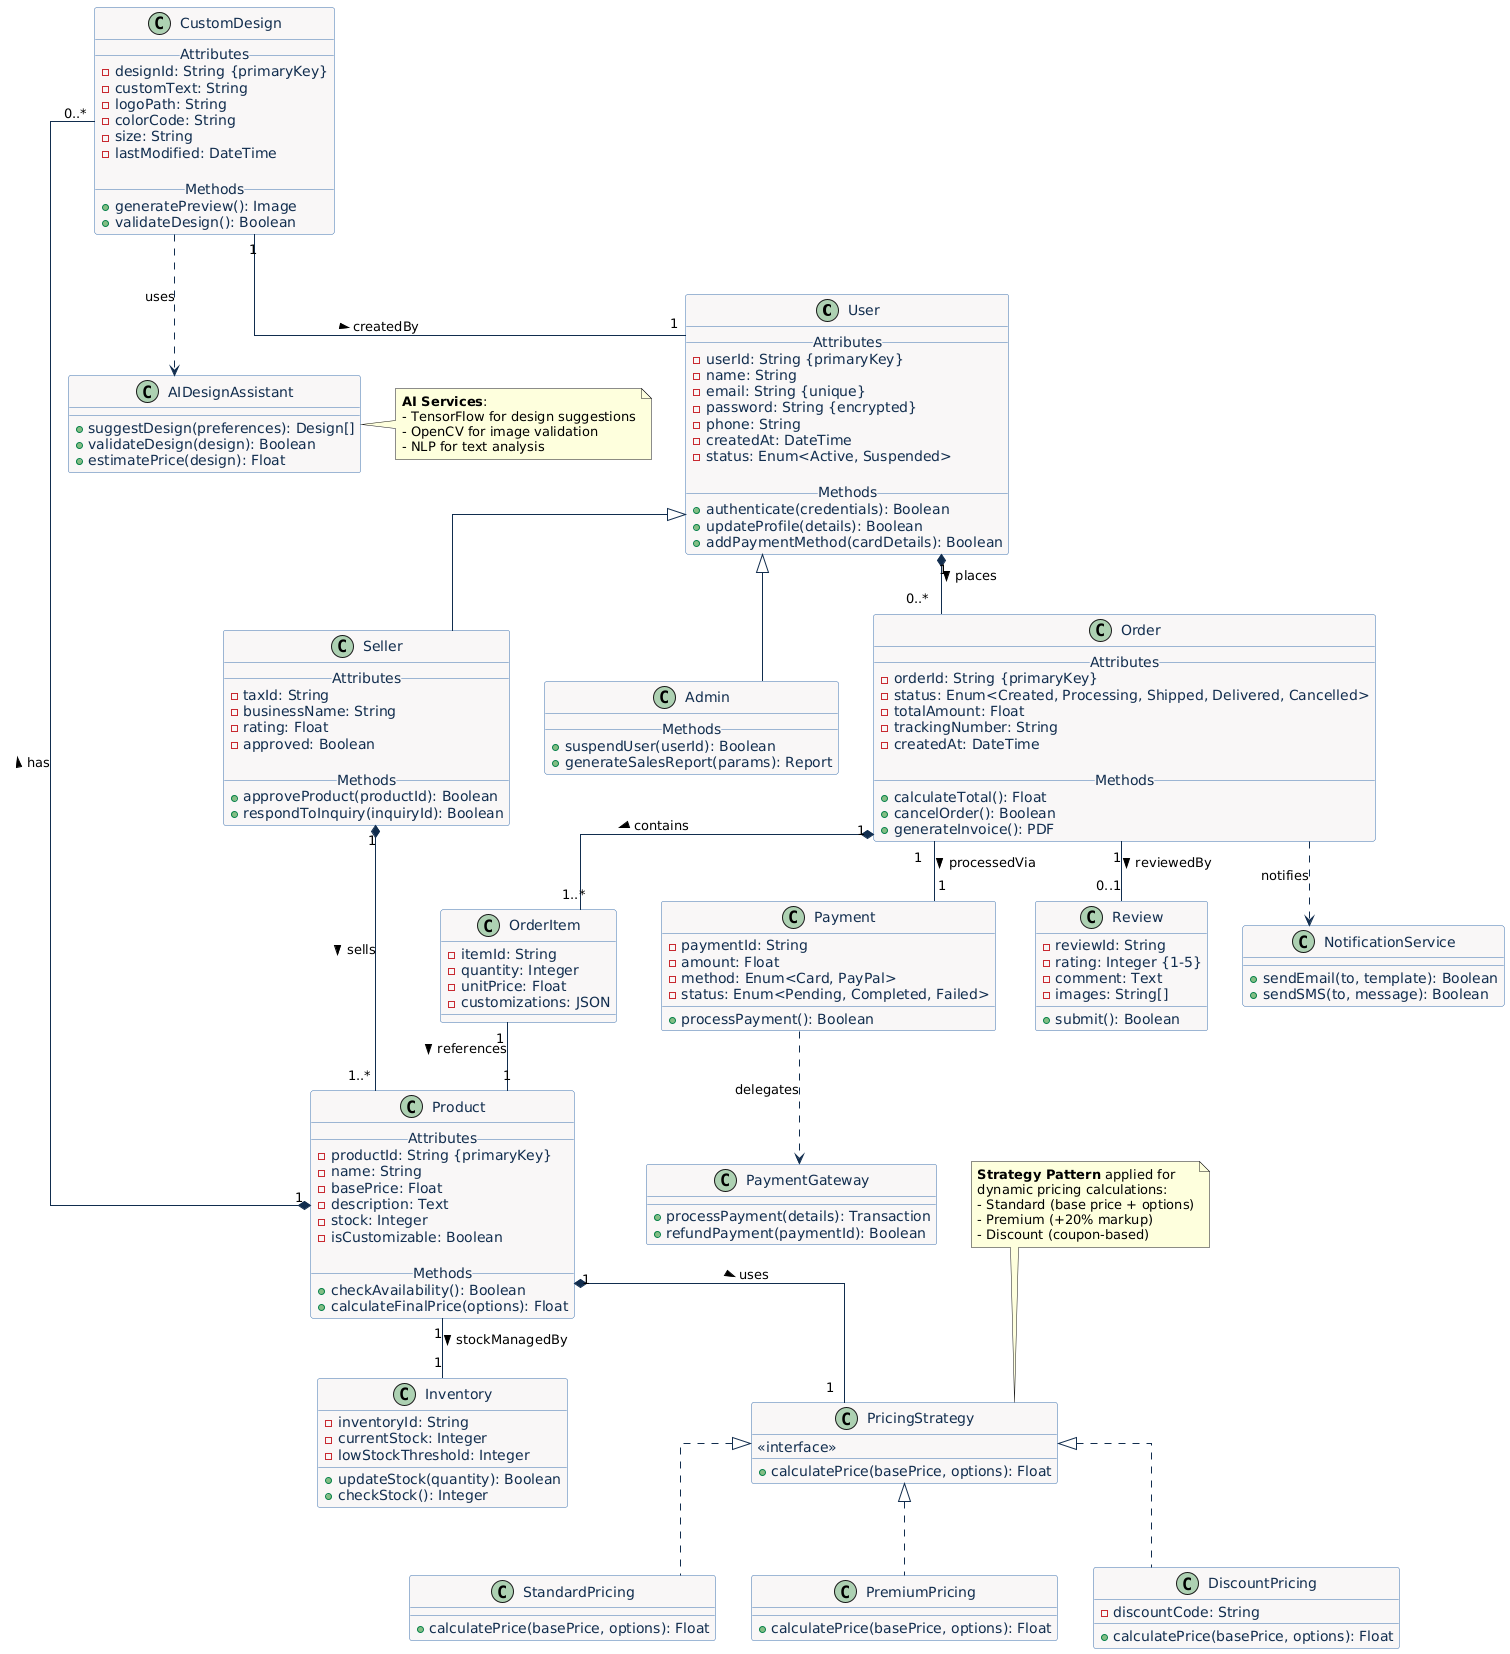 C CustomDesign
Attributes
designId: String {primaryKey}
customText: String
logoPath: String
colorCode: String
size: String
lastModified: DateTime
Methods
generatePreview(): Image
validateDesign(): Boolean
0..*
1
uses
createdBy
1
C User
Attributes
userId: String {primaryKey}
name: String
email: String {unique}
password: String {encrypted}
phone: String
createdAt: DateTime
status: Enum<Active, Suspended>
Methods
authenticate(credentials): Boolean
updateProfile(details): Boolean
addPaymentMethod(cardDetails): Boolean
C AIDesignAssistant
suggestDesign(preferences): Design[]
validateDesign(design): Boolean
estimatePrice(design): Float
AI Services:
- TensorFlow for design suggestions
- OpenCV for image validation
- NLP for text analysis
1
places
0..*
C Seller
Attributes
taxId: String
businessName: String
rating: Float
approved: Boolean
Methods
approveProduct(productId): Boolean
respondToInquiry(inquiryId): Boolean
C Admin
Methods
suspendUser(userId): Boolean
generateSalesReport(params): Report
C Order
Attributes
orderId: String {primaryKey}
status: Enum<Created, Processing, Shipped, Delivered, Cancelled>
totalAmount: Float
trackingNumber: String
createdAt: DateTime
Methods
calculateTotal(): Float
cancelOrder(): Boolean
generateInvoice(): PDF
has
1
contains
1
1..*
1
processedVia
1
1
reviewedBy
0..1
notifies
sells
1..*
C OrderItem
itemId: String
quantity: Integer
unitPrice: Float
customizations: JSON
C Payment
paymentId: String
amount: Float
method: Enum<Card, PayPal>
status: Enum<Pending, Completed, Failed>
processPayment(): Boolean
C Review
reviewId: String
rating: Integer {1-5}
comment: Text
images: String[]
submit(): Boolean
C NotificationService
sendEmail(to, template): Boolean
sendSMS(to, message): Boolean
1
references
1
delegates
C Product
Attributes
productId: String {primaryKey}
name: String
basePrice: Float
description: Text
stock: Integer
isCustomizable: Boolean
Methods
checkAvailability(): Boolean
calculateFinalPrice(options): Float
1
C PaymentGateway
processPayment(details): Transaction
refundPayment(paymentId): Boolean
Strategy Pattern applied for
dynamic pricing calculations:
- Standard (base price + options)
- Premium (+20% markup)
- Discount (coupon-based)
1
uses
1
1
stockManagedBy
1
C Inventory
inventoryId: String
currentStock: Integer
lowStockThreshold: Integer
updateStock(quantity): Boolean
checkStock(): Integer
C PricingStrategy
«interface»
calculatePrice(basePrice, options): Float
C StandardPricing
calculatePrice(basePrice, options): Float
C PremiumPricing
calculatePrice(basePrice, options): Float
C DiscountPricing
discountCode: String
calculatePrice(basePrice, options): Float